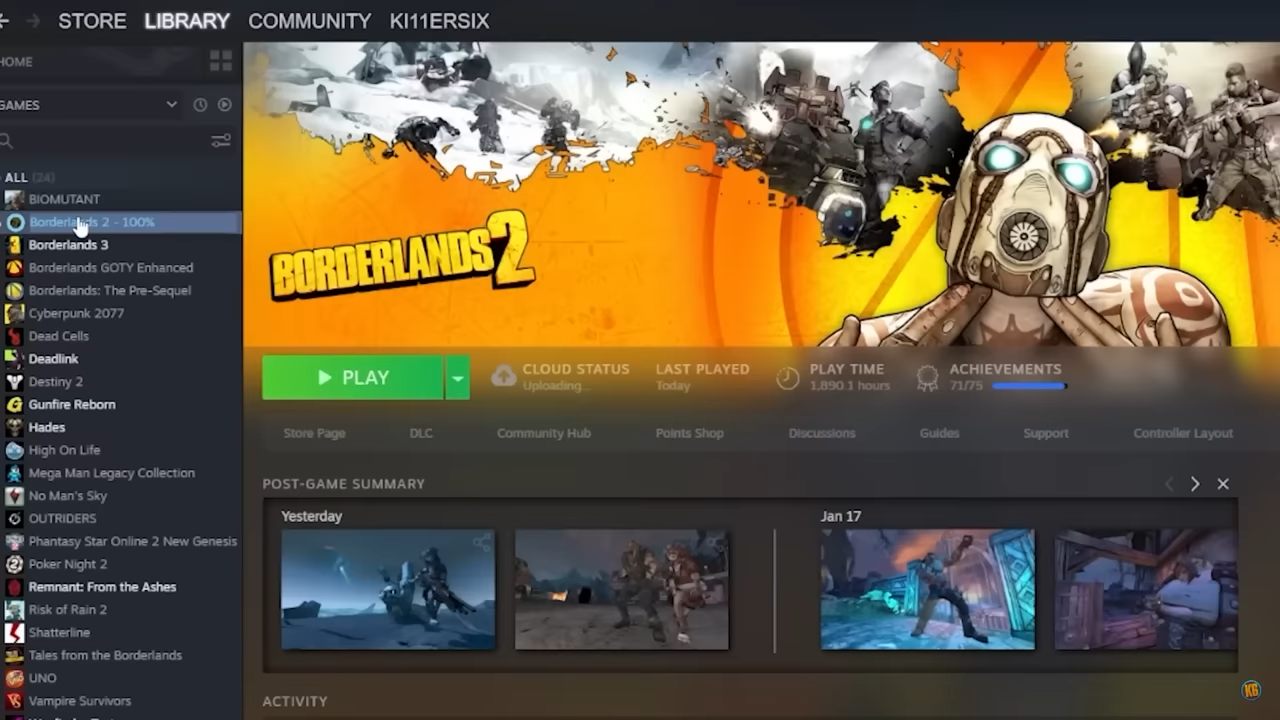 STORE LIBRARY COMMUNITY KI11ERSIX
HOME
GAMES
ALL (24)
BIOMUTANT
Borderlands 2 - 100%
Borderlands 3
Borderlands GOTY Enhanced
Borderlands: The Pre-Sequel
Cyberpunk 2077
Dead Cells
Deadlink
Destiny 2
Gunfire Reborn
Hades
High On Life
Mega Man Legacy Collection
No Man's Sky
OUTRIDERS
Phantasy Star Online 2 New Genesis
Poker Night 2
Remnant: From the Ashes
Risk of Rain 2
Shatterline
Tales from the Borderlands
UNO
Vampire Survivors
BORDERLANDS 2
PLAY
CLOUD STATUS
Uploading...
LAST PLAYED
Today
PLAY TIME
1,890.1 hours
ACHIEVEMENTS
71/75
Store Page DLC Community Hub Points Shop Discussions Guides Support Controller Layout
POST-GAME SUMMARY
Yesterday
Jan 17
ACTIVITY
KG